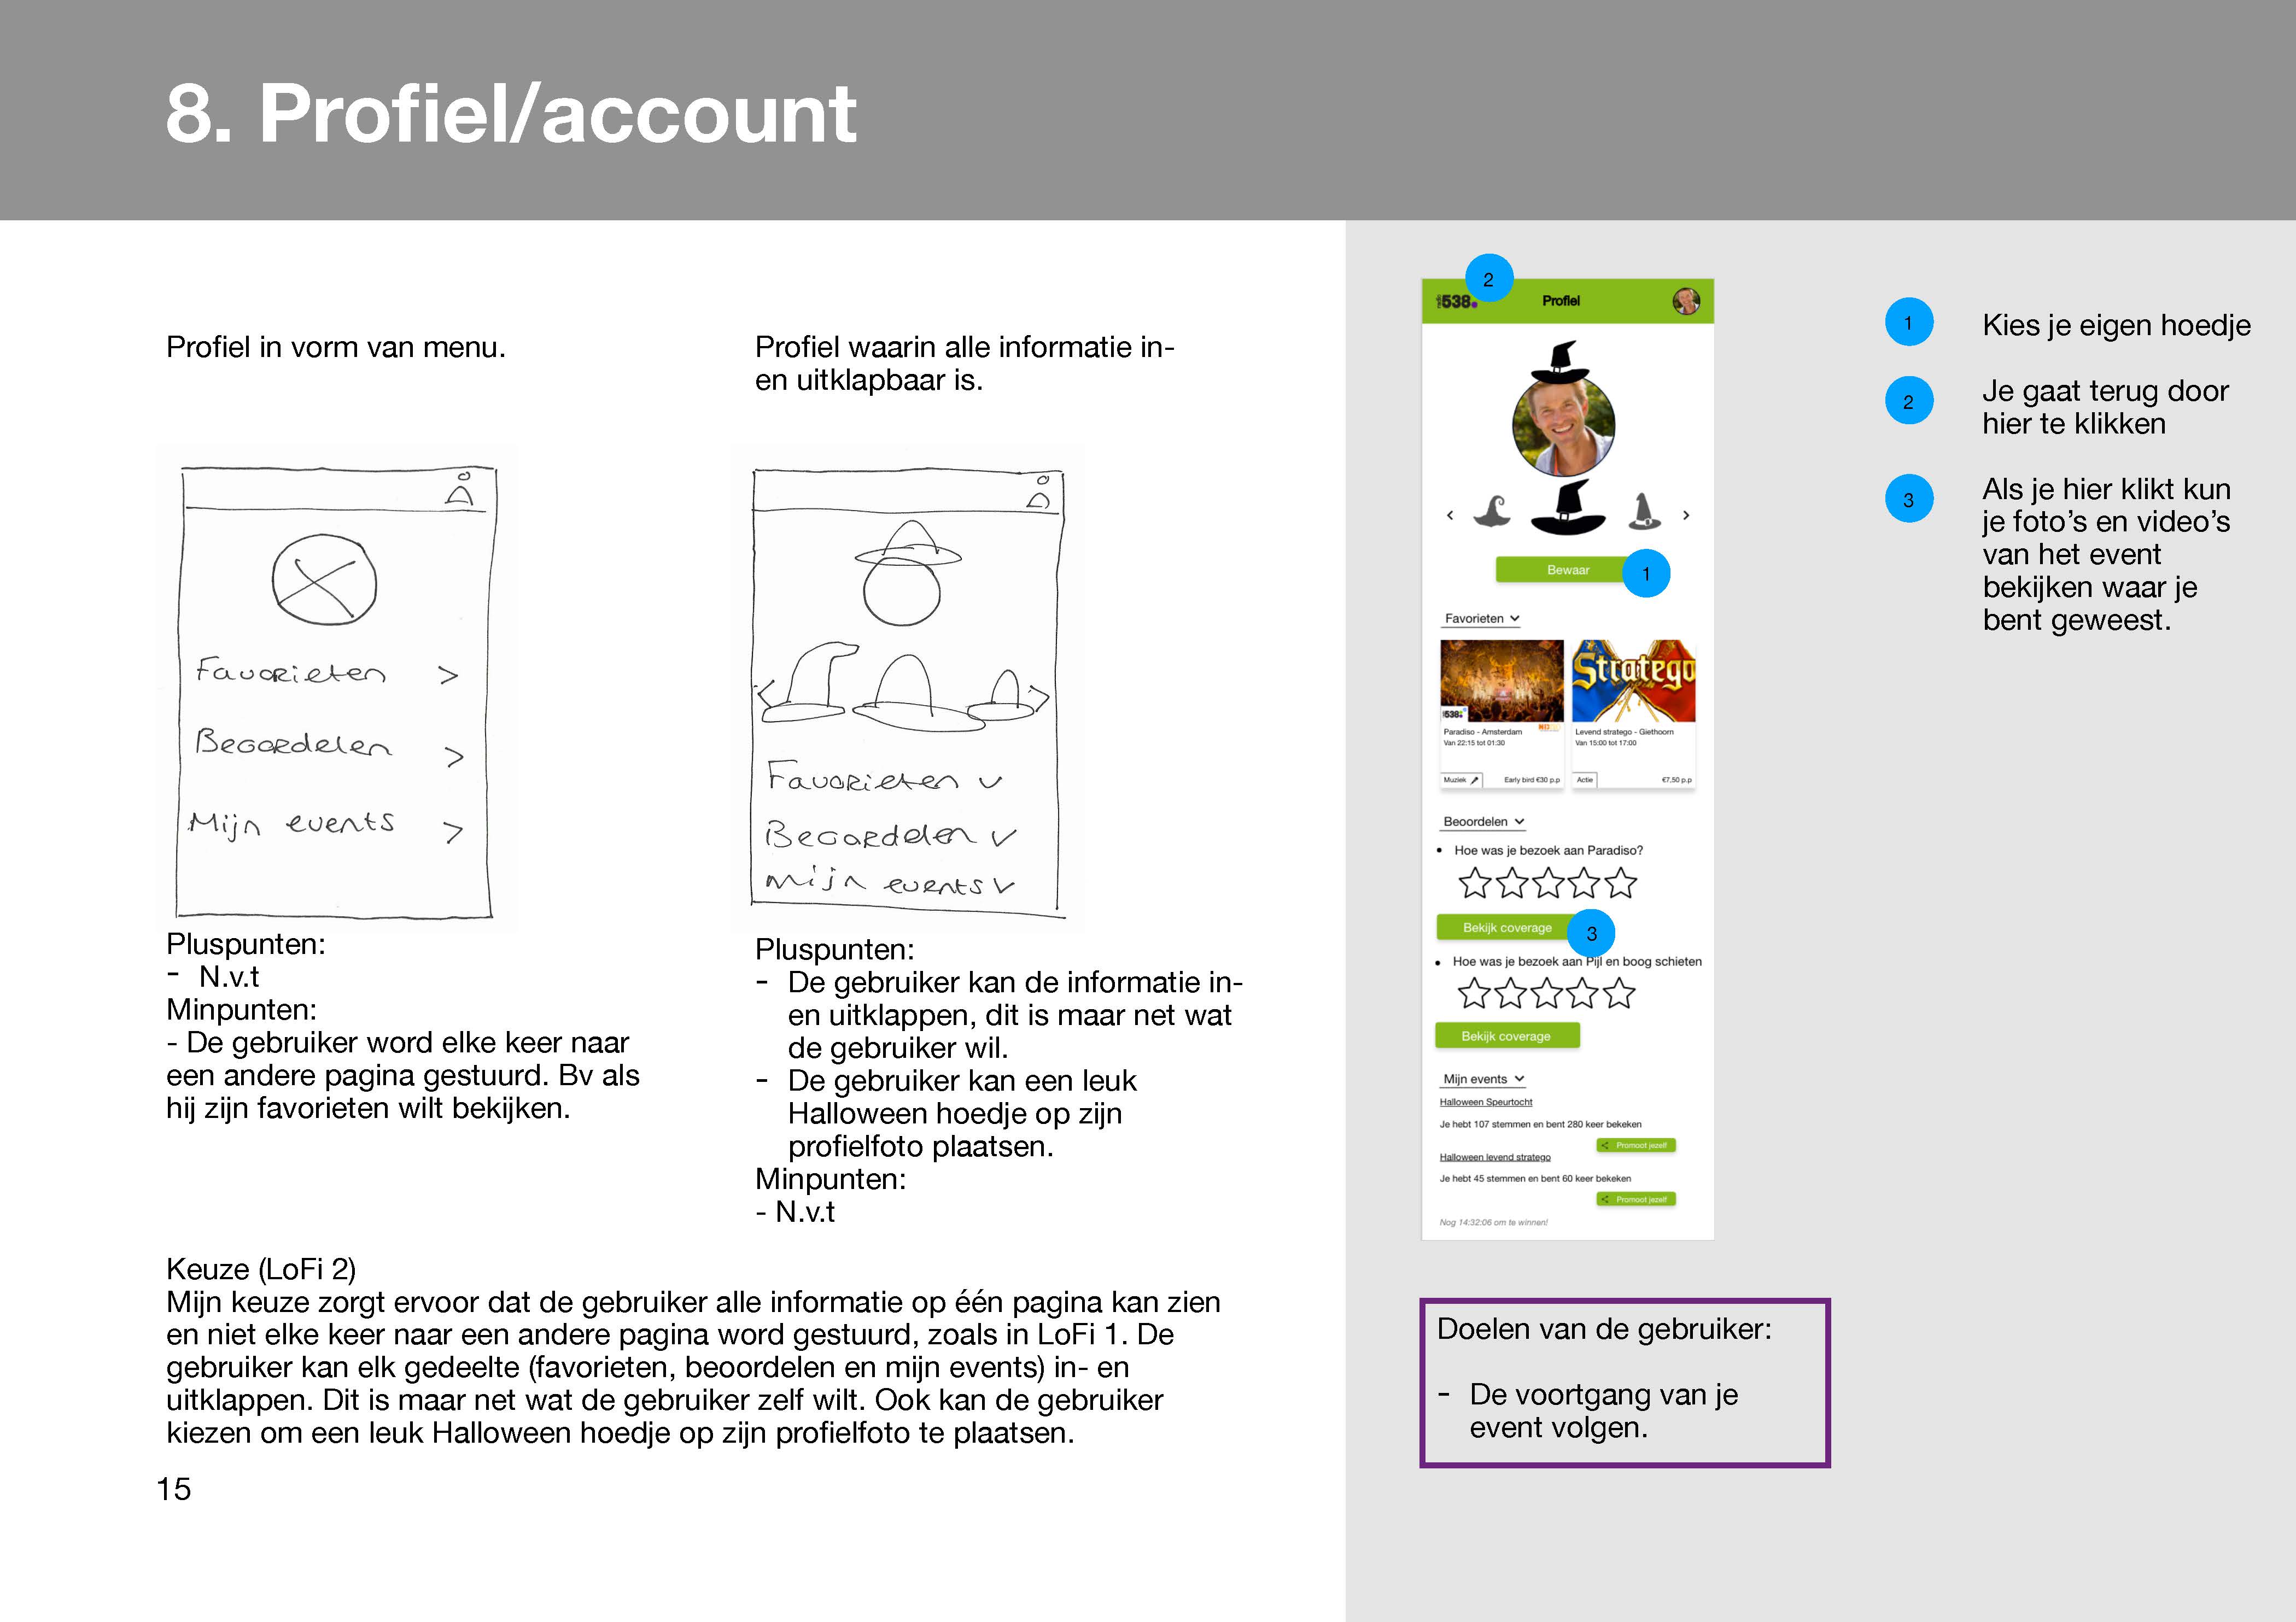 8. Profiel/account
Profiel in vorm van menu.
Favorieten >
Beoordelen >
Mijn events >
Pluspunten:
- N.v.t
Minpunten:
- De gebruiker word elke keer naar
een andere pagina gestuurd. Bv als
hij zijn favorieten wilt bekijken.
Profiel waarin alle informatie in-
en uitklapbaar is.
< >
Favorieten v
Beoordelen v
mijn events v
Pluspunten:
- De gebruiker kan de informatie in-
en uitklappen, dit is maar net wat
de gebruiker wil.
- De gebruiker kan een leuk
Halloween hoedje op zijn
profielfoto plaatsen.
Minpunten:
- N.v.t
Keuze (LoFi 2)
Mijn keuze zorgt ervoor dat de gebruiker alle informatie op één pagina kan zien
en niet elke keer naar een andere pagina word gestuurd, zoals in LoFi 1. De
gebruiker kan elk gedeelte (favorieten, beoordelen en mijn events) in- en
uitklappen. Dit is maar net wat de gebruiker zelf wilt. Ook kan de gebruiker
kiezen om een leuk Halloween hoedje op zijn profielfoto te plaatsen.
15
2
radio 538 Profiel
< >
Bewaar 1
Favorieten
Stratego
538
Paradiso - Amsterdam
Van 22:15 tot 01:30
Muziek Early bird €30 p.p
Levend stratego - Giethoorn
Van 15:00 tot 17:00
Actie €7,50 p.p
Beoordelen
• Hoe was je bezoek aan Paradiso?
Bekijk coverage 3
• Hoe was je bezoek aan Pijl en boog schieten
Bekijk coverage
Mijn events
Halloween Speurtocht
Je hebt 107 stemmen en bent 280 keer bekeken
Promoot jezelf
Halloween levend stratego
Je hebt 45 stemmen en bent 60 keer bekeken
Promoot jezelf
Nog 14:32:06 om te winnen!
1 Kies je eigen hoedje
2 Je gaat terug door
hier te klikken
3 Als je hier klikt kun
je foto’s en video’s
van het event
bekijken waar je
bent geweest.
Doelen van de gebruiker:
- De voortgang van je
event volgen.